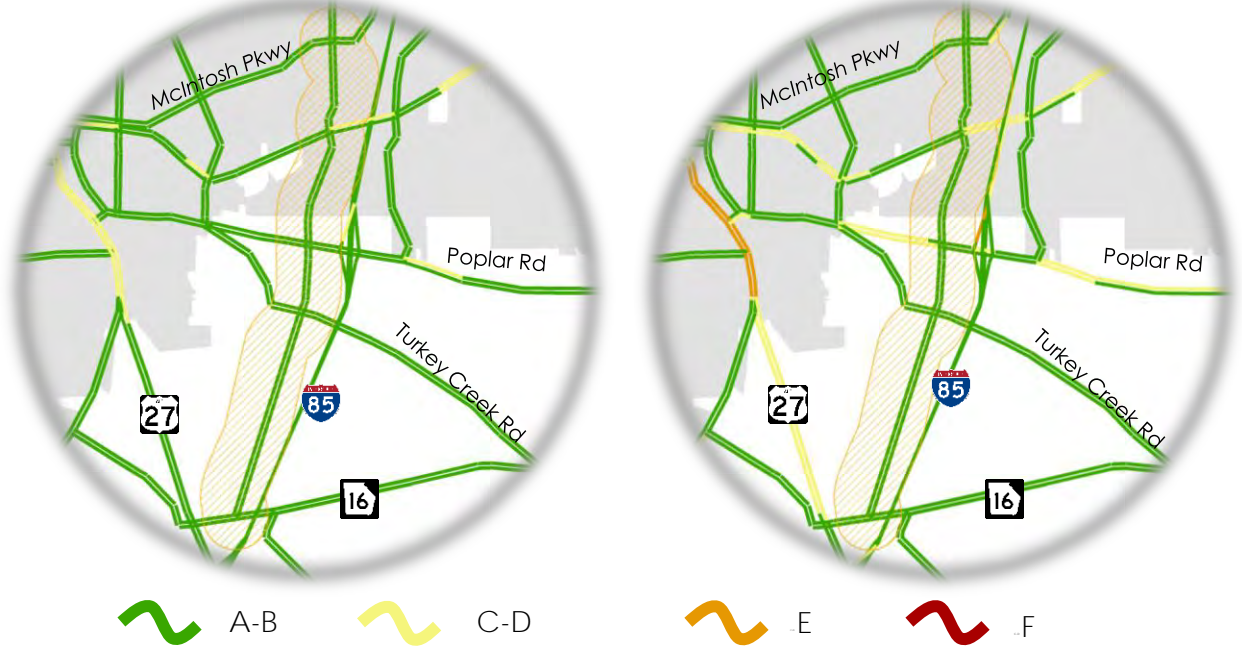 McIntosh Pkwy
Poplar Rd
Turkey Creek Rd
85
27
16
McIntosh Pkwy
Poplar Rd
Turkey Creek Rd
85
27
16
A-B
C-D
E
F